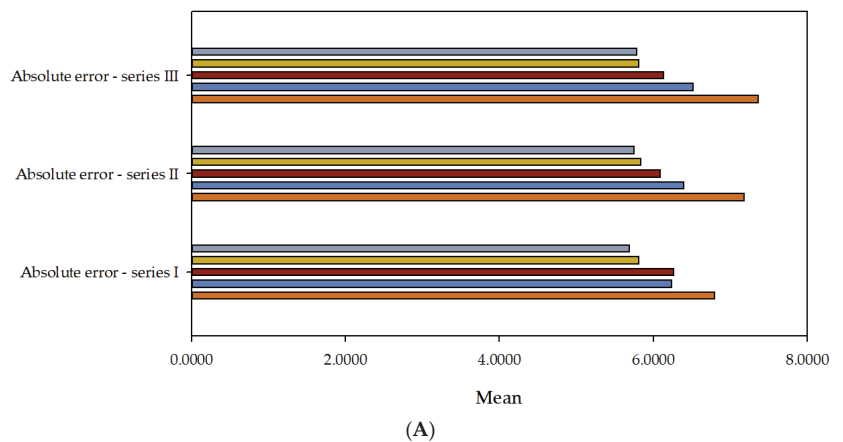 Absolute error - series III
Absolute error - series II
Absolute error - series I
0.0000 2.0000 4.0000 6.0000 8.0000
Mean
(A)